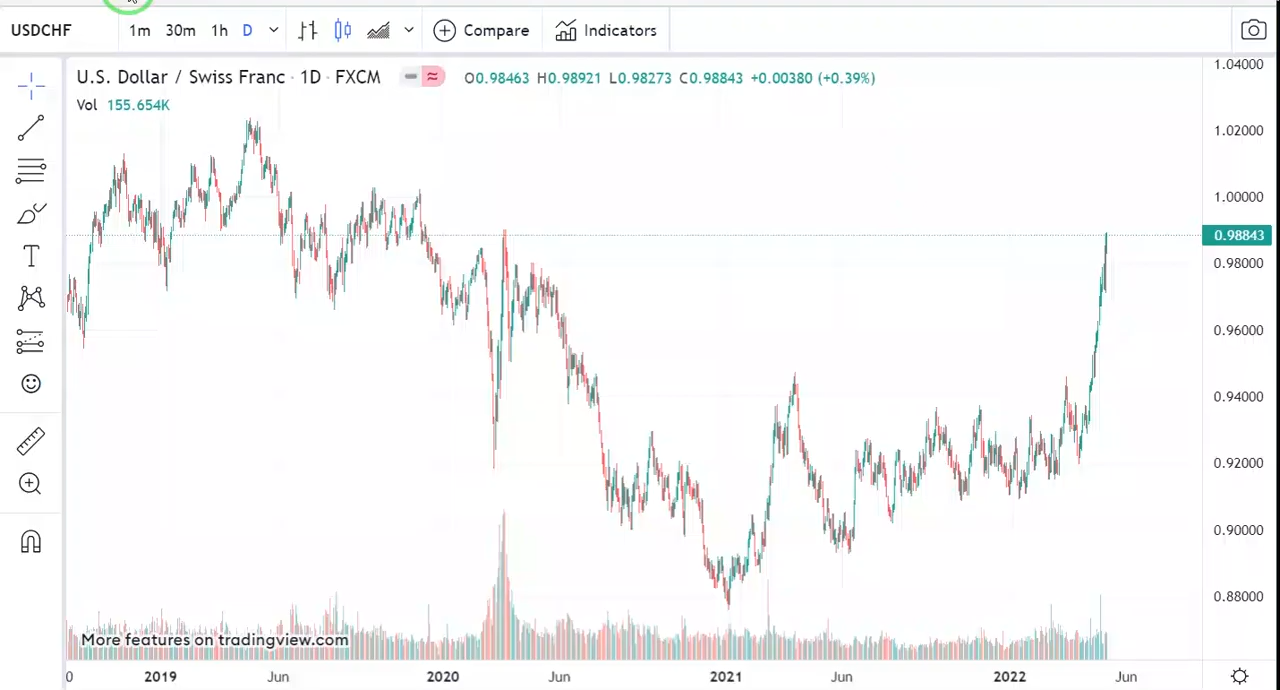 USDCHF 1m 30m 1h D Compare Indicators
U.S. Dollar / Swiss Franc · 1D · FXCM O0.98463 H0.98921 L0.98273 C0.98843 +0.00380 (+0.39%)
Vol 155.654K
1.04000
1.02000
1.00000
0.98843
0.98000
0.96000
0.94000
0.92000
0.90000
0.88000
More features on tradingview.com
0 2019 Jun 2020 Jun 2021 Jun 2022 Jun